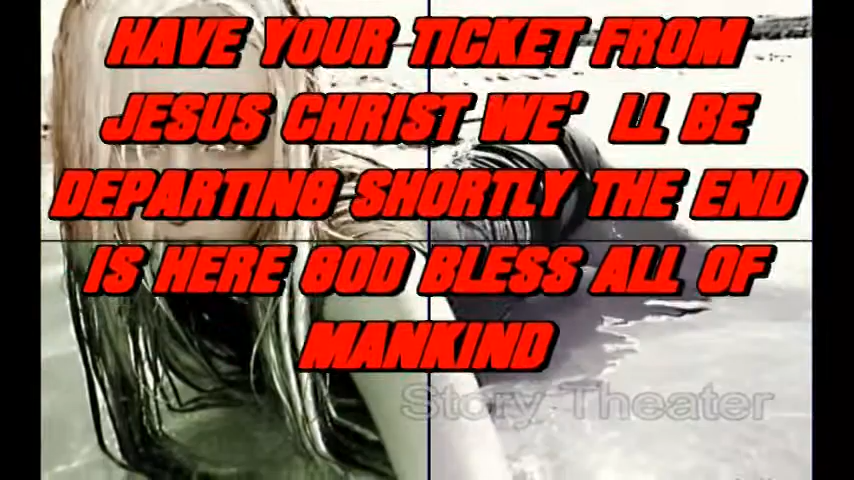 HAVE YOUR TICKET FROM
JESUS CHRIST WE' LL BE
DEPARTING SHORTLY THE END
IS HERE GOD BLESS ALL OF
MANKIND
Story Theater